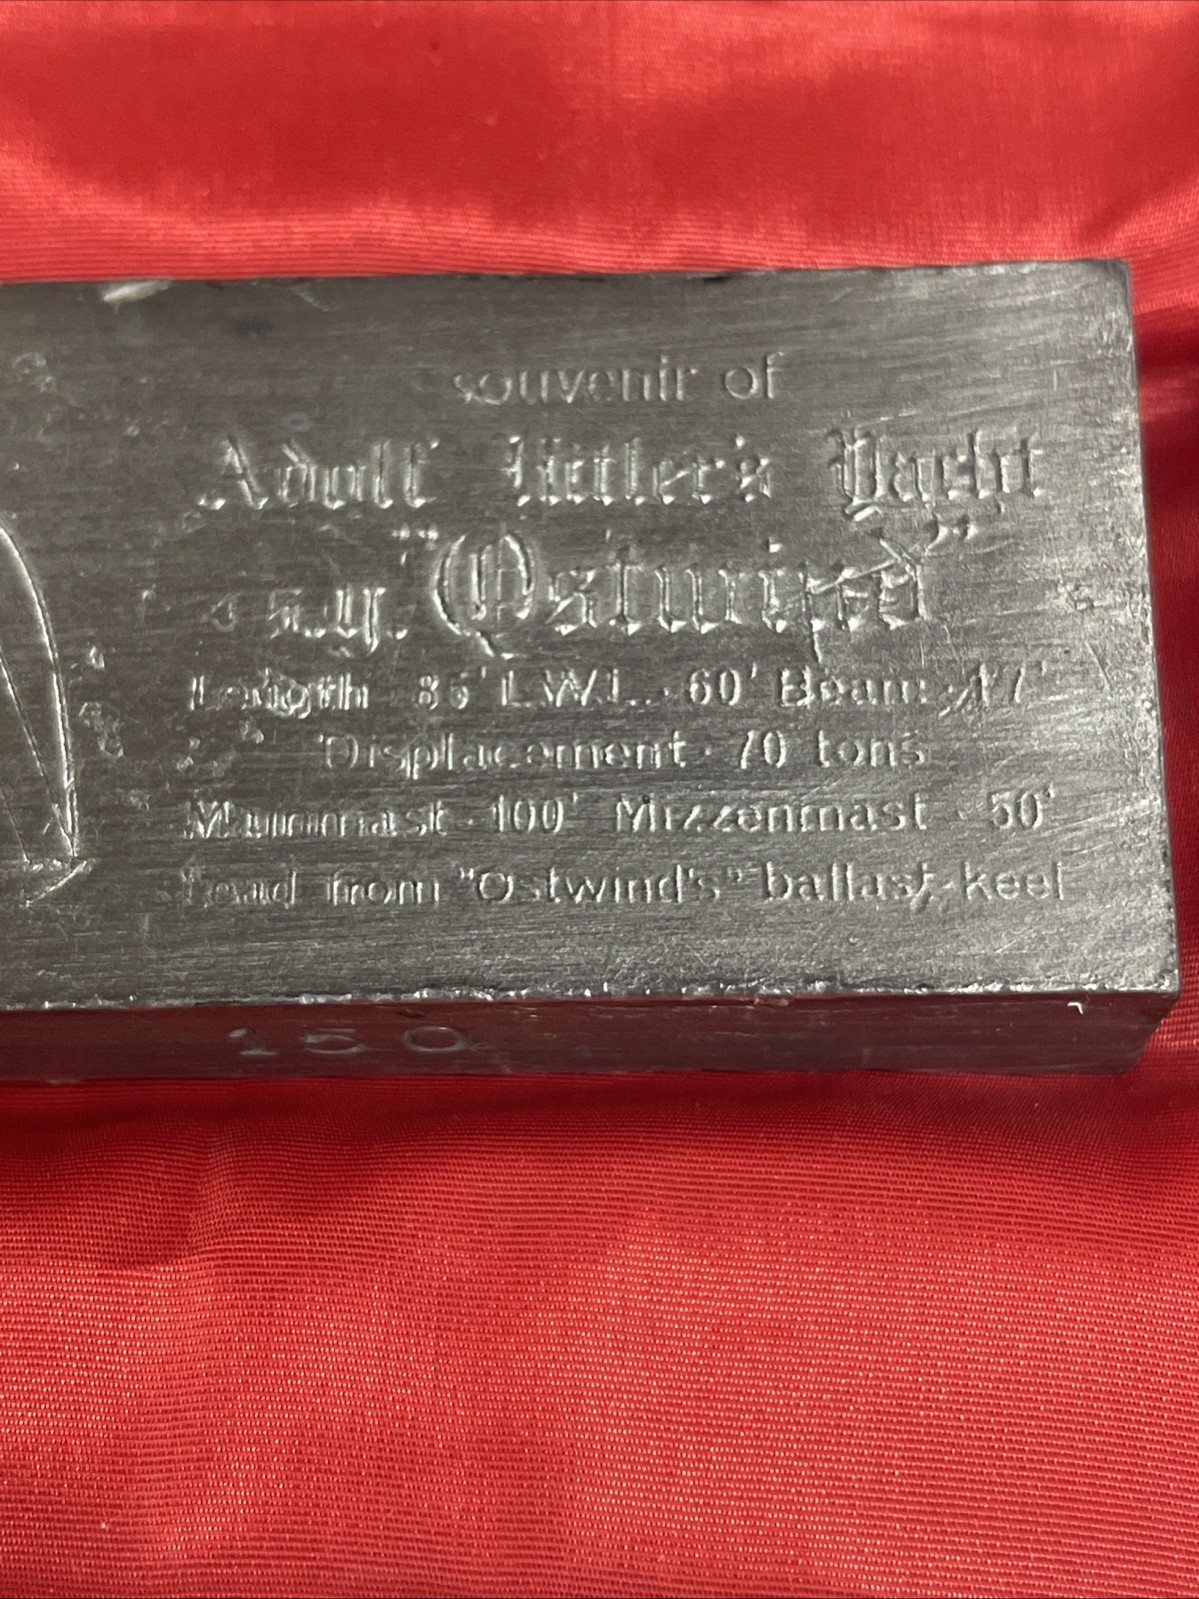 souvenir of
Adolf Hitler's Yacht
s.y. "Ostwind"
Length · 85' L.W.L. · 60' Beam · 17'
Displacement · 70 tons
Mainmast · 100' Mizzenmast · 50'
Lead from "Ostwind's" ballast-keel
150